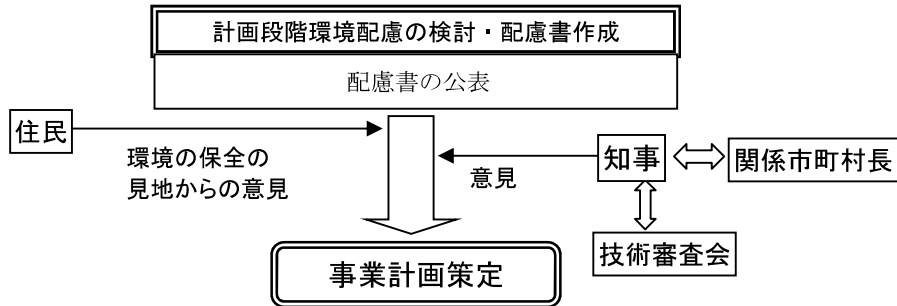 計画段階環境配慮の検討・配慮書作成
配慮書の公表
住民
環境の保全の
見地からの意見
意見
知事
関係市町村長
技術審査会
事業計画策定